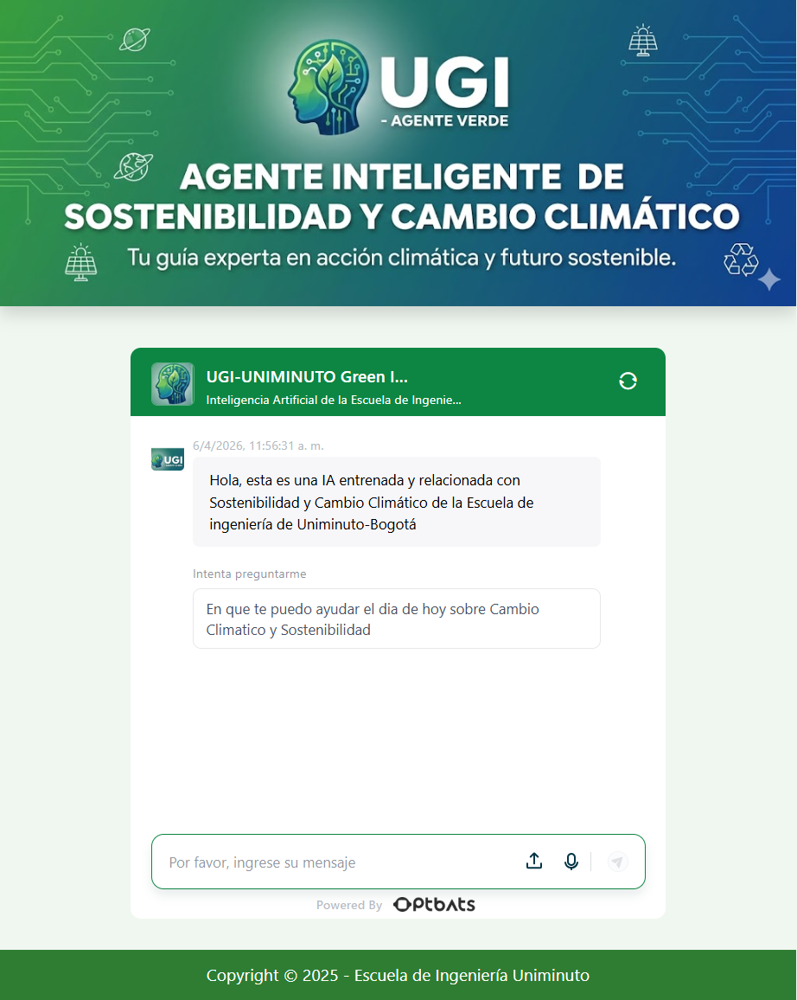 UGI
- AGENTE VERDE
AGENTE INTELIGENTE DE
SOSTENIBILIDAD Y CAMBIO CLIMÁTICO
Tu guía experta en acción climática y futuro sostenible.
UGI-UNIMINUTO Green I...
Inteligencia Artificial de la Escuela de Ingenie...
6/4/2026, 11:56:31 a. m.
UGI
Hola, esta es una IA entrenada y relacionada con
Sostenibilidad y Cambio Climático de la Escuela de
ingeniería de Uniminuto-Bogotá
Intenta preguntarme
En que te puedo ayudar el dia de hoy sobre Cambio
Climatico y Sostenibilidad
Por favor, ingrese su mensaje
Powered By Optbats
Copyright © 2025 - Escuela de Ingeniería Uniminuto